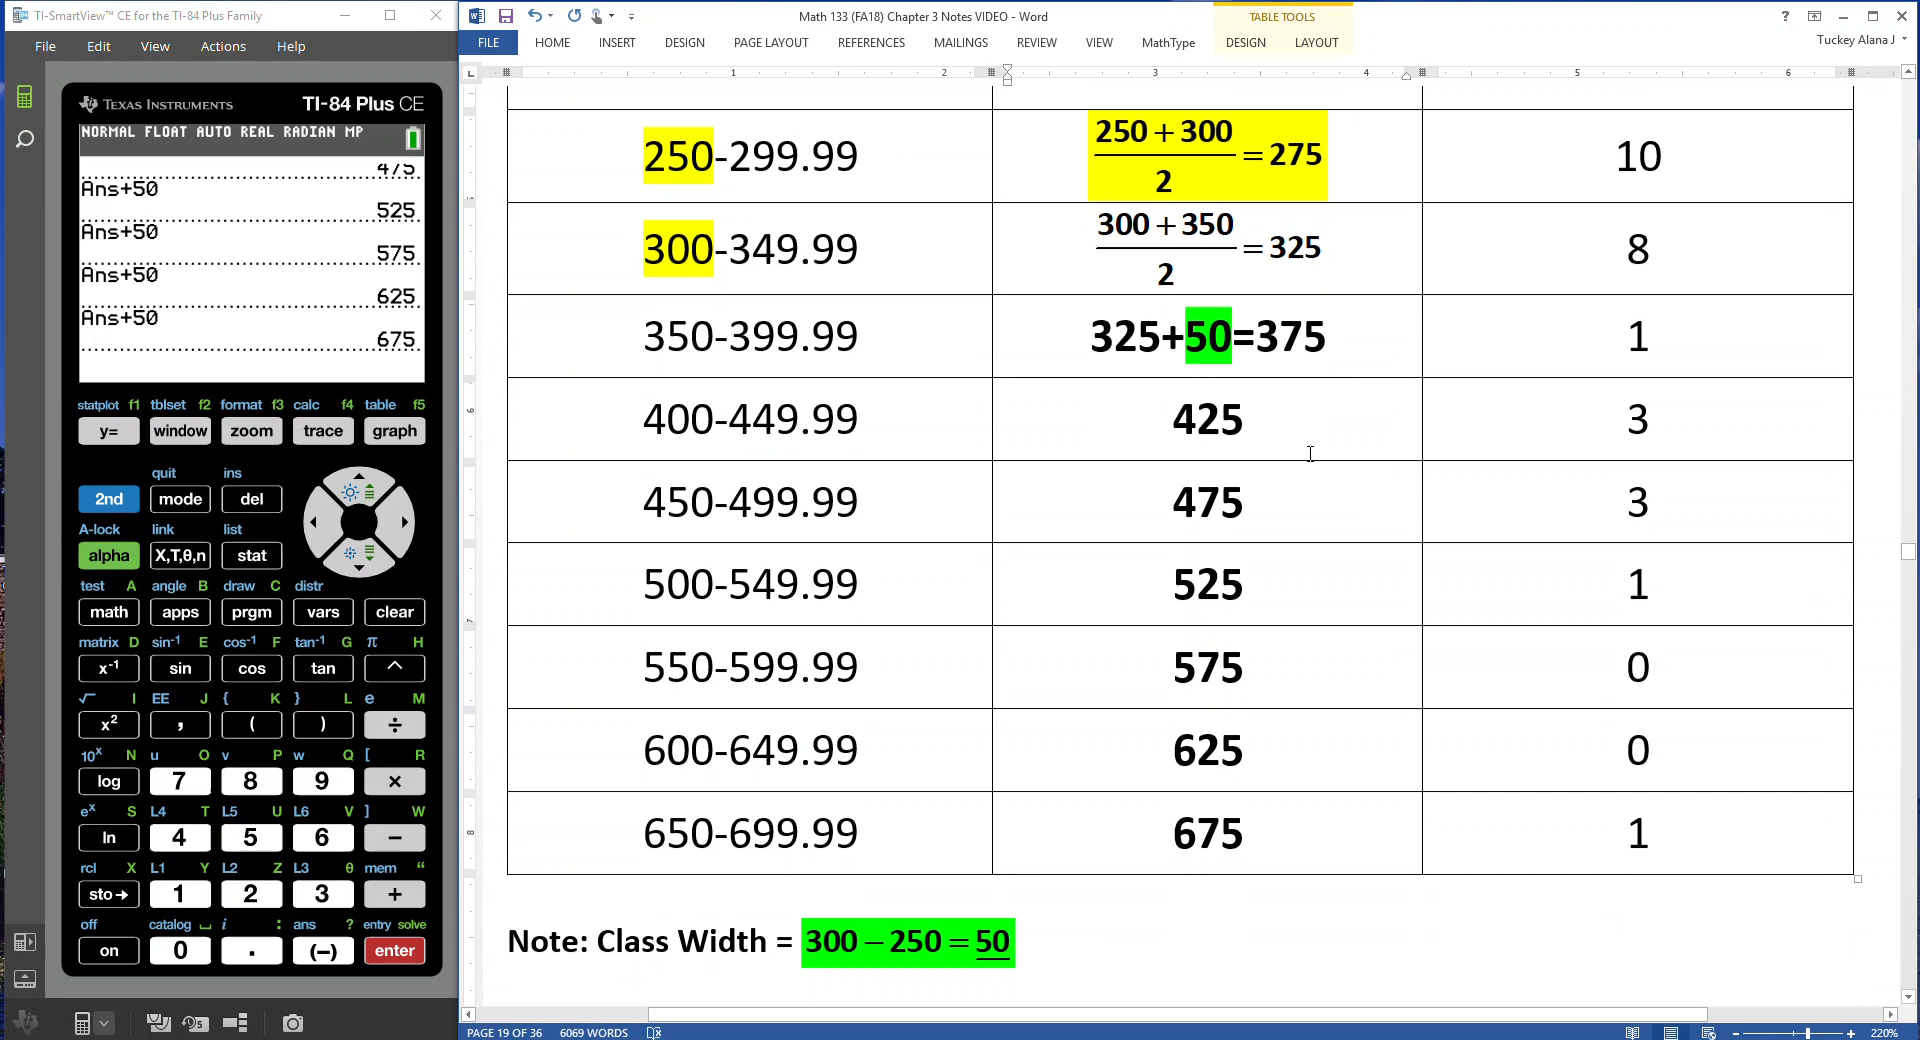 TI-SmartView™ CE for the TI-84 Plus Family
File Edit View Actions Help
TEXAS INSTRUMENTS TI-84 Plus CE
NORMAL FLOAT AUTO REAL RADIAN MP
475
Ans+50
525
Ans+50
575
Ans+50
625
Ans+50
675
statplot f1 tblset f2 format f3 calc f4 table f5
y= window zoom trace graph
quit ins
2nd mode del
A-lock link list
alpha X,T,θ,n stat
test A angle B draw C distr
math apps prgm vars clear
matrix D sin⁻¹ E cos⁻¹ F tan⁻¹ G π H
x⁻¹ sin cos tan ^
√ I EE J { K } L e M
x² , ( ) ÷
10ˣ N u O v P w Q [ R
log 7 8 9 ×
eˣ S L4 T L5 U L6 V ] W
ln 4 5 6 −
rcl X L1 Y L2 Z L3 θ mem “
sto→ 1 2 3 +
off catalog ⎵ i : ans ? entry solve
on 0 . (−) enter
Math 133 (FA18) Chapter 3 Notes VIDEO - Word
TABLE TOOLS
FILE HOME INSERT DESIGN PAGE LAYOUT REFERENCES MAILINGS REVIEW VIEW MathType DESIGN LAYOUT
Tuckey Alana J
1 2 3 4 5 6
250-299.99 (250 + 300)/2 = 275 10
300-349.99 (300 + 350)/2 = 325 8
350-399.99 325+50=375 1
400-449.99 425 3
450-499.99 475 3
500-549.99 525 1
550-599.99 575 0
600-649.99 625 0
650-699.99 675 1
Note: Class Width = 300 − 250 = 50
PAGE 19 OF 36 6069 WORDS 220%